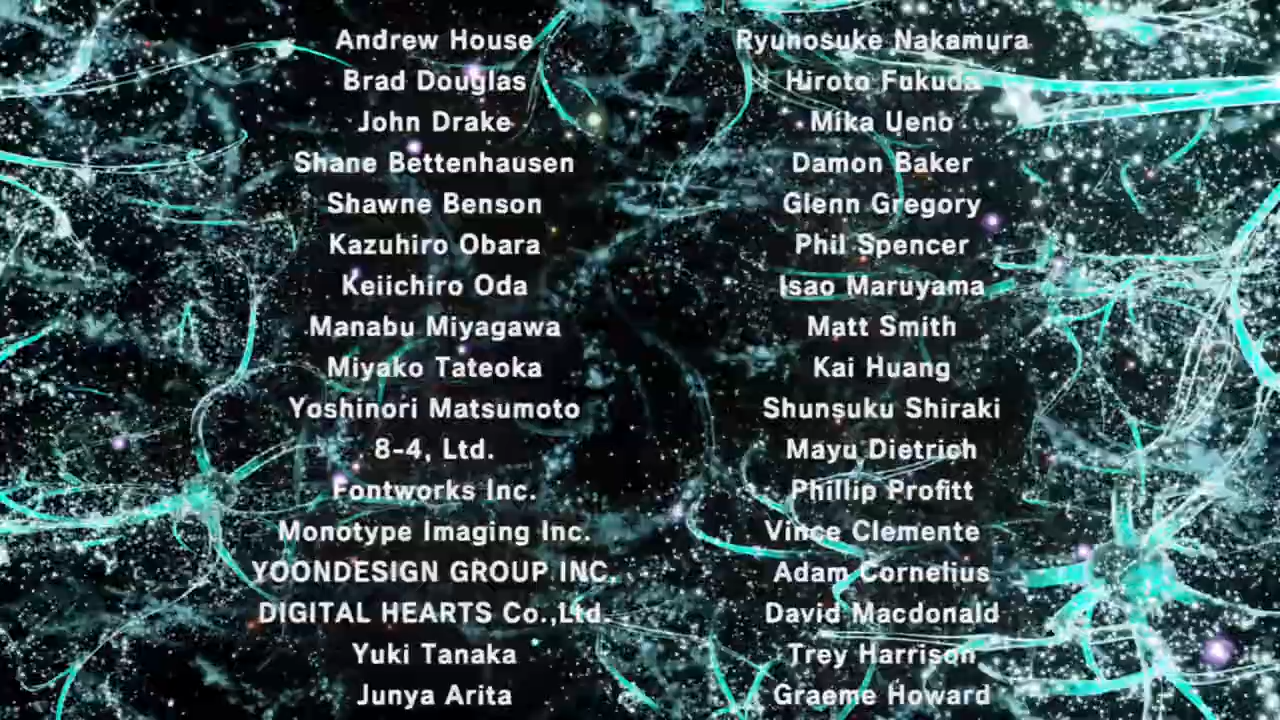 Andrew House
Brad Douglas
John Drake
Shane Bettenhausen
Shawne Benson
Kazuhiro Obara
Keiichiro Oda
Manabu Miyagawa
Miyako Tateoka
Yoshinori Matsumoto
8-4, Ltd.
Fontworks Inc.
Monotype Imaging Inc.
YOONDESIGN GROUP INC.
DIGITAL HEARTS Co.,Ltd.
Yuki Tanaka
Junya Arita
Ryunosuke Nakamura
Hiroto Fukuda
Mika Ueno
Damon Baker
Glenn Gregory
Phil Spencer
Isao Maruyama
Matt Smith
Kai Huang
Shunsuku Shiraki
Mayu Dietrich
Phillip Profitt
Vince Clemente
Adam Cornelius
David Macdonald
Trey Harrison
Graeme Howard